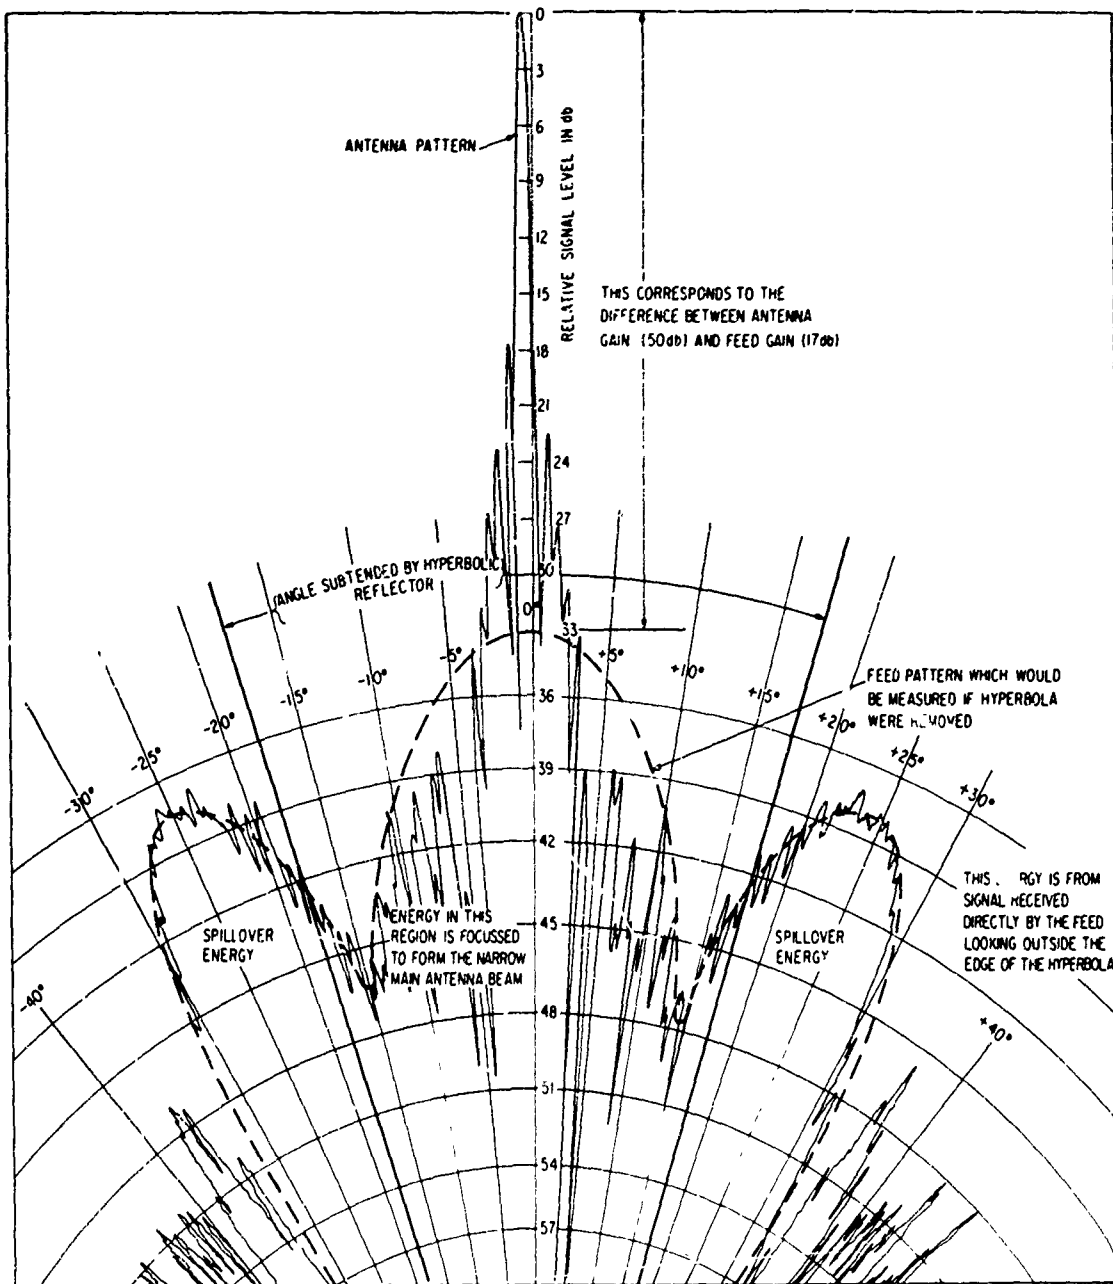 0
3
6
9
12
15
18
21
24
27
30
0
33
36
39
42
45
48
51
54
57
RELATIVE SIGNAL LEVEL IN db
ANTENNA PATTERN
THIS CORRESPONDS TO THE
DIFFERENCE BETWEEN ANTENNA
GAIN (50db) AND FEED GAIN (17db)
ANGLE SUBTENDED BY HYPERBOLIC
REFLECTOR
-40°
-30°
-25°
-20°
-15°
-10°
-5°
+5°
+10°
+15°
+20°
+25°
+30°
+40°
FEED PATTERN WHICH WOULD
BE MEASURED IF HYPERBOLA
WERE REMOVED
SPILLOVER
ENERGY
ENERGY IN THIS
REGION IS FOCUSSED
TO FORM THE NARROW
MAIN ANTENNA BEAM
SPILLOVER
ENERGY
THIS RGY IS FROM
SIGNAL RECEIVED
DIRECTLY BY THE FEED
LOOKING OUTSIDE THE
EDGE OF THE HYPERBOLA